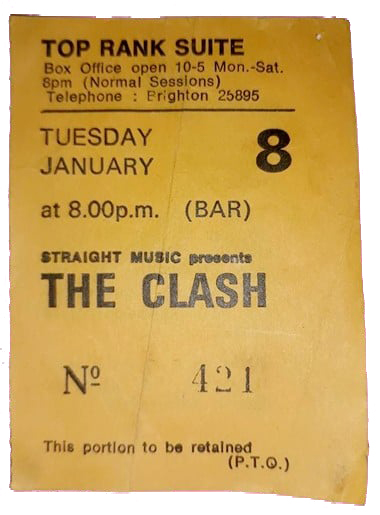 TOP RANK SUITE
Box Office open 10-5 Mon.-Sat.
8pm (Normal Sessions)
Telephone : Brighton 25895
TUESDAY
JANUARY 8
at 8.00p.m. (BAR)
STRAIGHT MUSIC presents
THE CLASH
Nº 421
This portion to be retained
(P.T.O.)